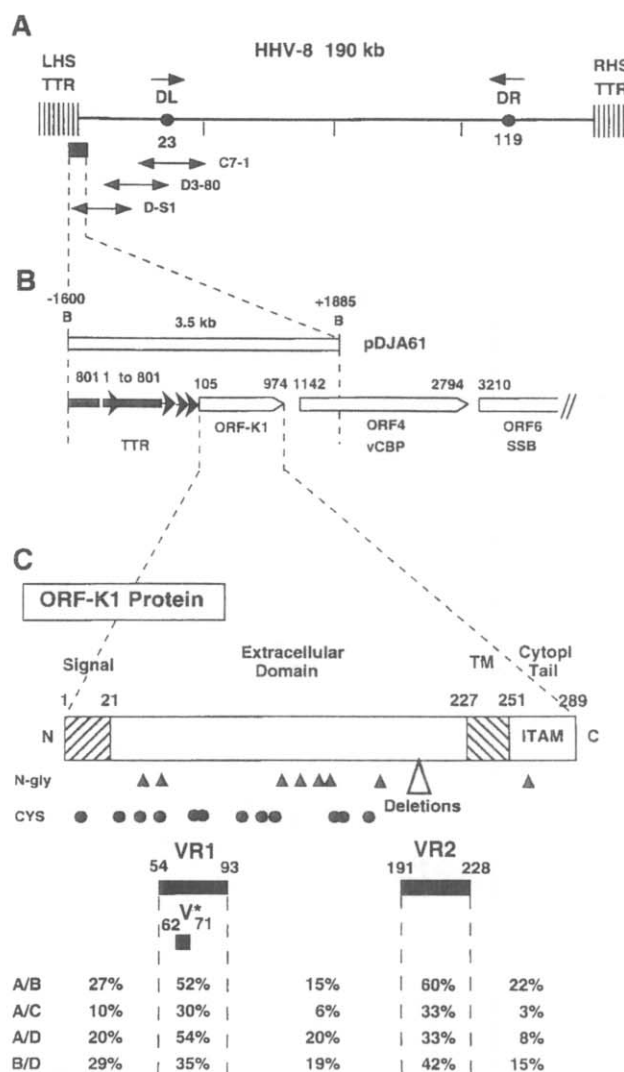 A
HHV-8 190 kb
LHS
TTR
DL
DR
RHS
TTR
23
119
C7-1
D3-80
D-S1
B
-1600
B
+1885
B
3.5 kb
pDJA61
801 1 to 801
105
974
1142
2794
3210
TTR
ORF-K1
ORF4
vCBP
ORF6
SSB
C
ORF-K1 Protein
Signal
Extracellular
Domain
TM
Cytopl
Tail
1
21
227
251
289
N
ITAM
C
N-gly
Deletions
CYS
VR1
54
93
VR2
191
228
V*
62
71
A/B 27% 52% 15% 60% 22%
A/C 10% 30% 6% 33% 3%
A/D 20% 54% 20% 33% 8%
B/D 29% 35% 19% 42% 15%